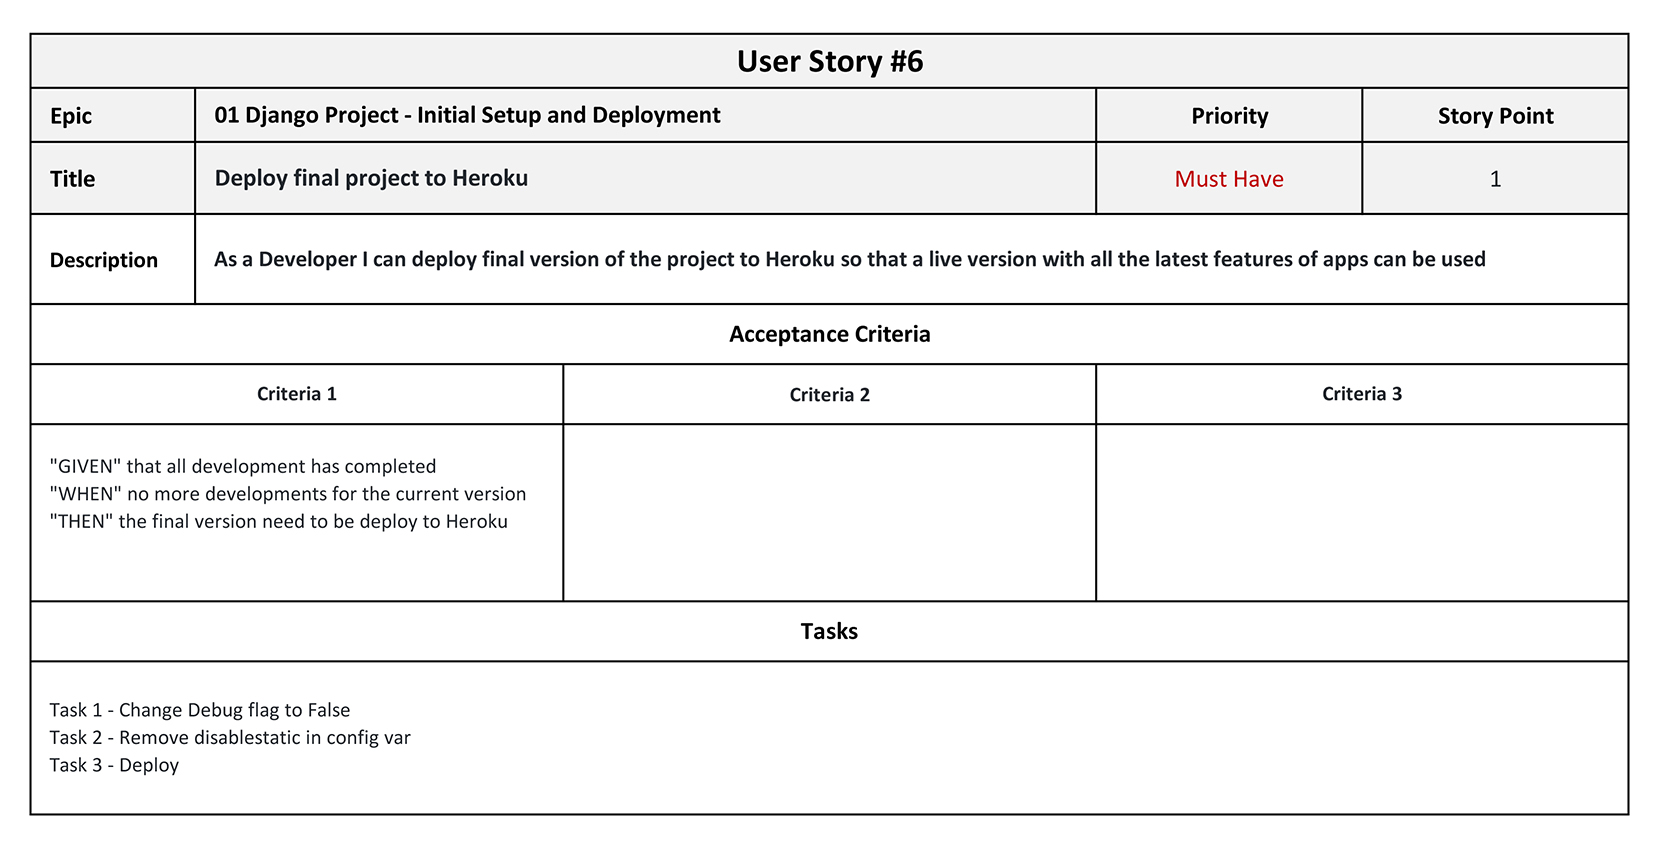 User Story #6
Epic
01 Django Project - Initial Setup and Deployment
Priority
Story Point
Title
Deploy final project to Heroku
Must Have
1
Description
As a Developer I can deploy final version of the project to Heroku so that a live version with all the latest features of apps can be used
Acceptance Criteria
Criteria 1
Criteria 2
Criteria 3
"GIVEN" that all development has completed
"WHEN" no more developments for the current version
"THEN" the final version need to be deploy to Heroku
Tasks
Task 1 - Change Debug flag to False
Task 2 - Remove disablestatic in config var
Task 3 - Deploy